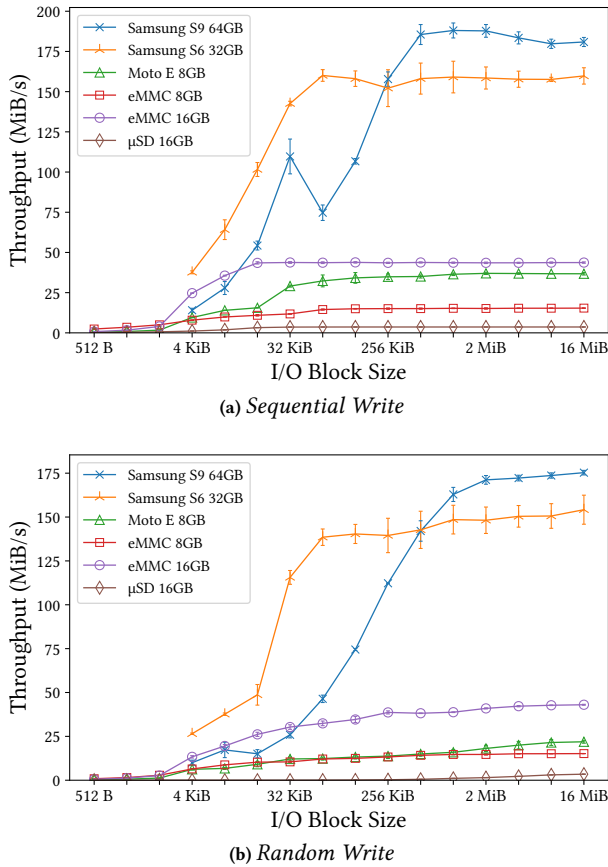 200
175
150
125
100
75
50
25
0
Throughput (MiB/s)
Samsung S9 64GB
Samsung S6 32GB
Moto E 8GB
eMMC 8GB
eMMC 16GB
µSD 16GB
512 B 4 KiB 32 KiB 256 KiB 2 MiB 16 MiB
I/O Block Size
(a) Sequential Write
175
150
125
100
75
50
25
0
Throughput (MiB/s)
Samsung S9 64GB
Samsung S6 32GB
Moto E 8GB
eMMC 8GB
eMMC 16GB
µSD 16GB
512 B 4 KiB 32 KiB 256 KiB 2 MiB 16 MiB
I/O Block Size
(b) Random Write